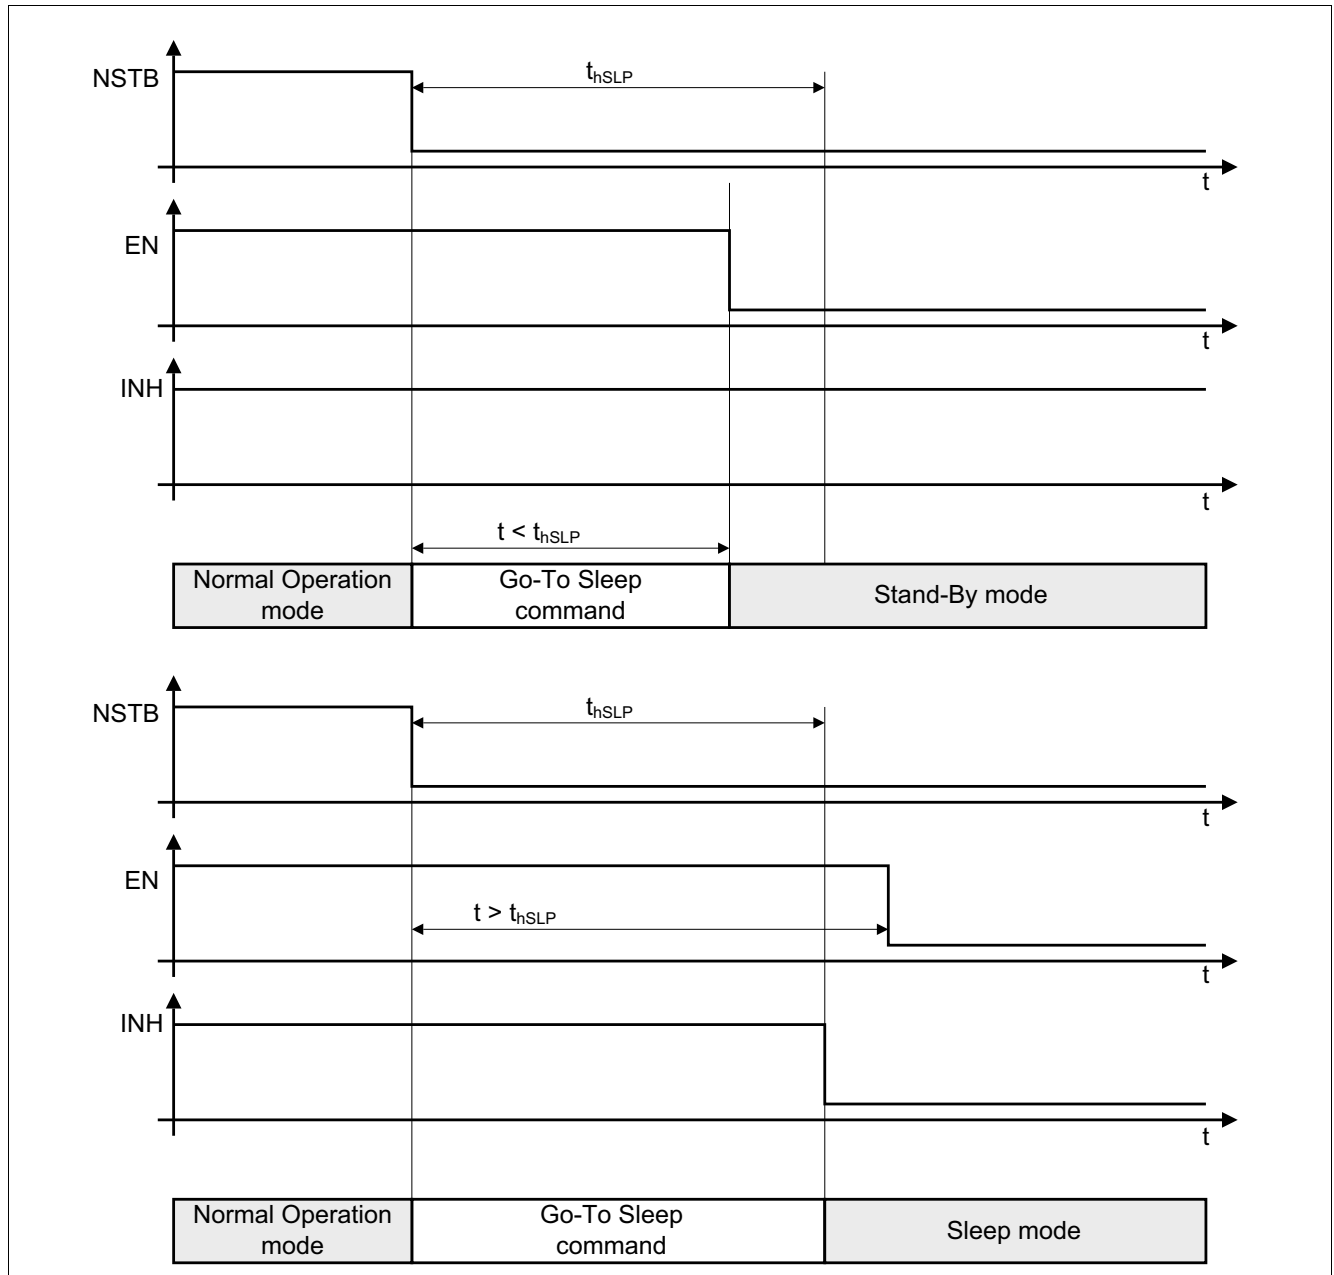 NSTB
thSLP
t
EN
t
INH
t
t < thSLP
Normal Operation
mode
Go-To Sleep
command
Stand-By mode
NSTB
thSLP
t
EN
t > thSLP
t
INH
t
Normal Operation
mode
Go-To Sleep
command
Sleep mode